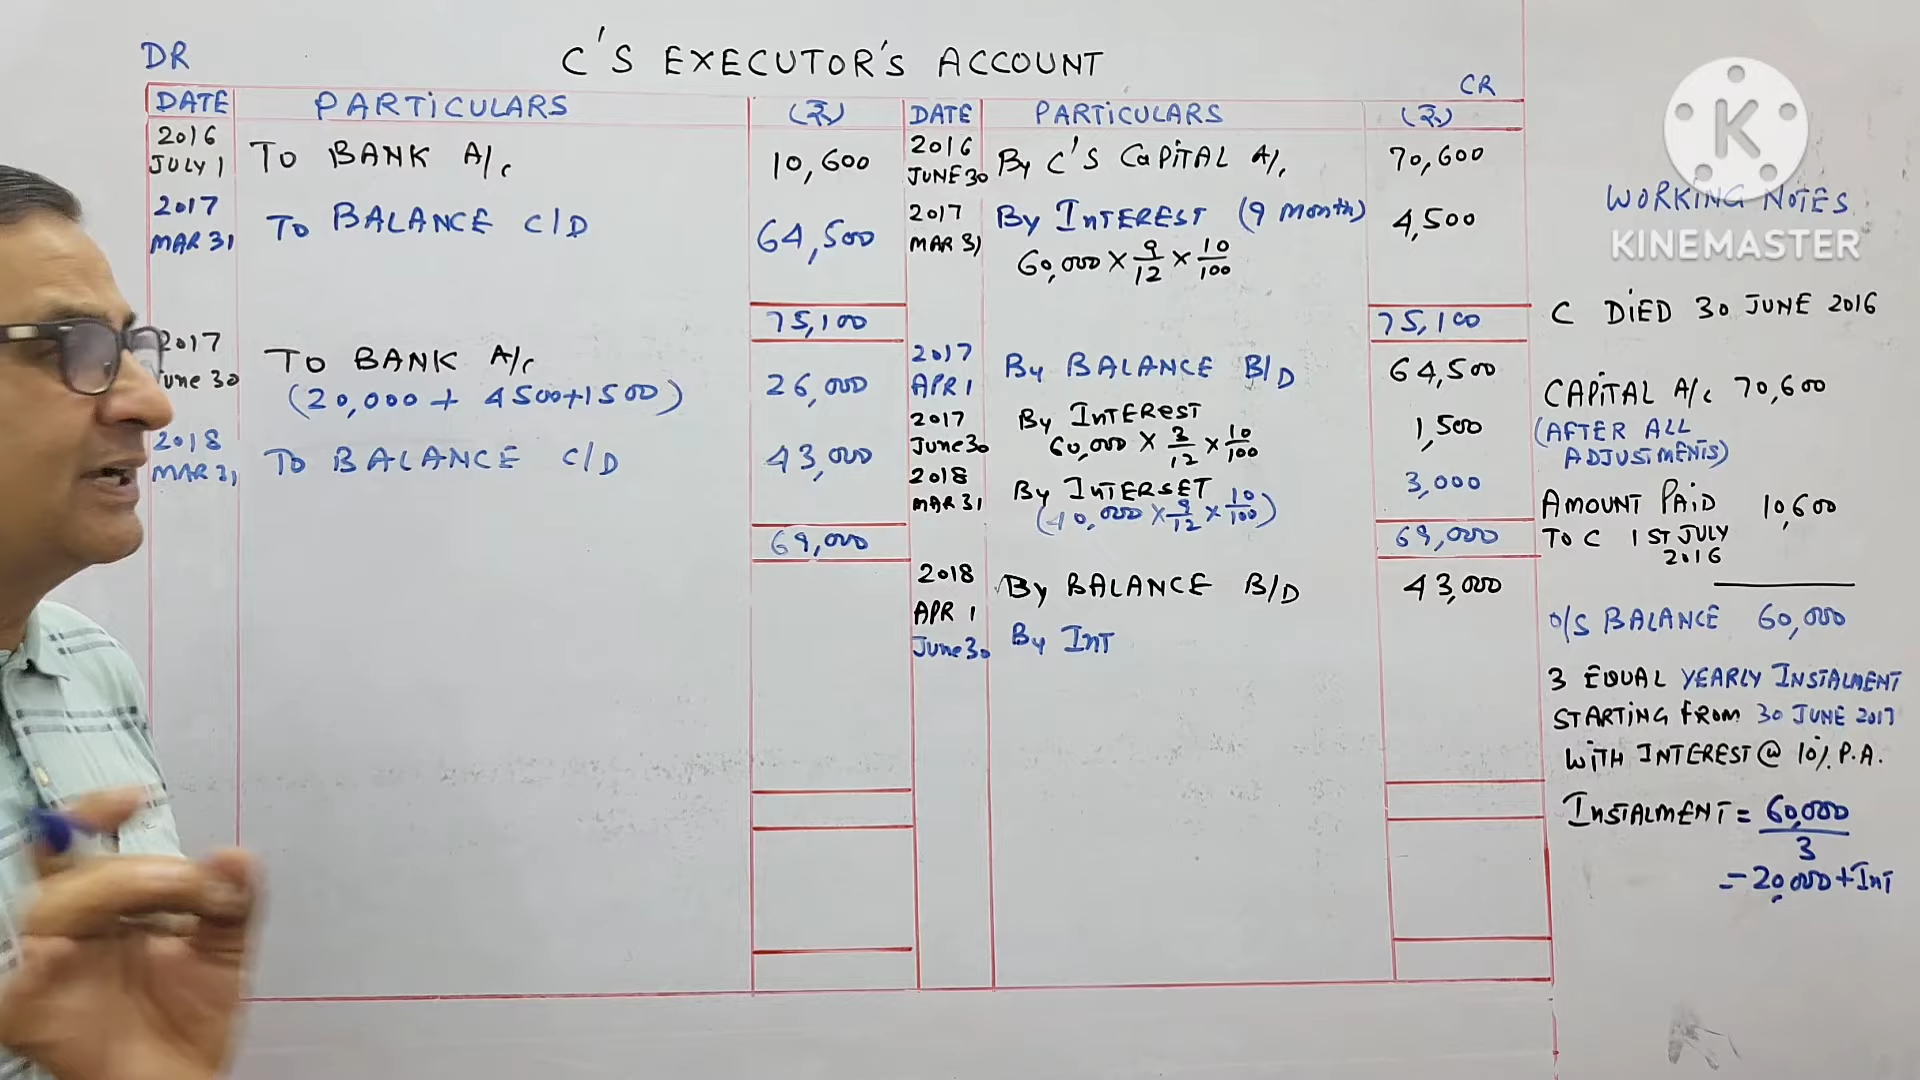 DR
C'S EXECUTOR'S ACCOUNT
CR
DATE PARTICULARS (₹) DATE PARTICULARS (₹)
2016
JULY 1 TO BANK A/c 10,600
2017
MAR 31 TO BALANCE C/D 64,500
75,100
2017
June 30 TO BANK A/c
(20,000 + 4500+1500) 26,000
2018
MAR 31 TO BALANCE C/D 43,000
69,000
2016
JUNE 30 By C'S CaPiTAL A/c 70,600
2017
MAR 31 By InTEREST (9 month) 4,500
60,000 × 9/12 × 10/100
75,100
2017
APR 1 By BALANCE B/D 64,500
2017
June 30 By InTEResT 1,500
60,000 × 3/12 × 10/100
2018
MAR 31 By InTERSET 3,000
(40,000 × 9/12 × 10/100)
69,000
2018
APR 1 By BALANCE B/D 43,000
June 30 By InT
K
KINEMASTER
WORKING NOTES
C DiED 30 JUNE 2016
CAPiTAL A/c 70,600
(AFTER ALL
ADJUSTMENTS)
AMOUNT PAiD 10,600
TO C 1ST JULY
2016
O/S BALANCE 60,000
3 EQUAL YEARLY INSTALMENT
STARTiNG fROM 30 JUNE 2017
WiTH INTEREST @ 10% P.A.
InSTALMENT = 60,000/3
= 20,000 + InT